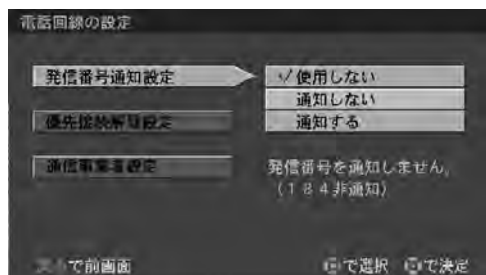 電話回線の設定
発信番号通知設定
✓使用しない
通知しない
通知する
優先接続解除設定
通信事業者設定
発信番号を通知しません。
（184非通知）
で前画面
で選択
で決定